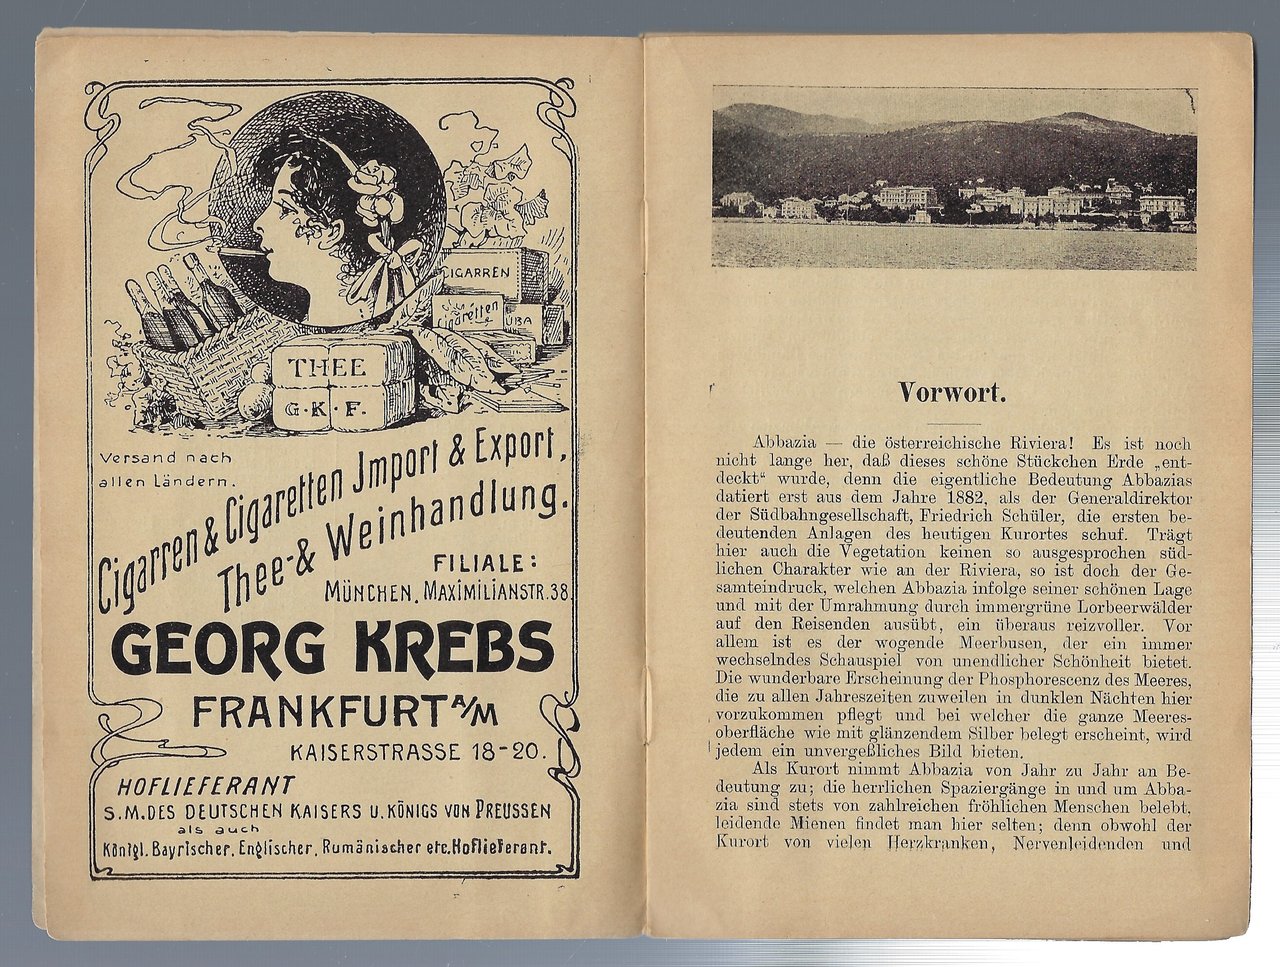 CIGARREN
Cigaretten
UBA
THEE
G.K.F.
Versand nach
allen Ländern.
Cigarren & Cigaretten Jmport & Export,
Thee- & Weinhandlung.
FILIALE:
MÜNCHEN, MAXIMILIANSTR. 38
GEORG KREBS
FRANKFURT A/M
KAISERSTRASSE 18-20.
HOFLIEFERANT
S.M. DES DEUTSCHEN KAISERS U. KÖNIGS VON PREUSSEN
als auch
Königl. Bayrischer, Englischer, Rumänischer etc. Hoflieferant.
Vorwort.
Abbazia — die österreichische Riviera! Es ist noch
nicht lange her, daß dieses schöne Stückchen Erde „ent-
deckt“ wurde, denn die eigentliche Bedeutung Abbazias
datiert erst aus dem Jahre 1882, als der Generaldirektor
der Südbahngesellschaft, Friedrich Schüler, die ersten be-
deutenden Anlagen des heutigen Kurortes schuf. Trägt
hier auch die Vegetation keinen so ausgesprochen süd-
lichen Charakter wie an der Riviera, so ist doch der Ge-
samteindruck, welchen Abbazia infolge seiner schönen Lage
und mit der Umrahmung durch immergrüne Lorbeerwälder
auf den Reisenden ausübt, ein überaus reizvoller. Vor
allem ist es der wogende Meerbusen, der ein immer
wechselndes Schauspiel von unendlicher Schönheit bietet.
Die wunderbare Erscheinung der Phosphorescenz des Meeres,
die zu allen Jahreszeiten zuweilen in dunklen Nächten hier
vorzukommen pflegt und bei welcher die ganze Meeres-
oberfläche wie mit glänzendem Silber belegt erscheint, wird
jedem ein unvergeßliches Bild bieten.
Als Kurort nimmt Abbazia von Jahr zu Jahr an Be-
deutung zu; die herrlichen Spaziergänge in und um Abba-
zia sind stets von zahlreichen fröhlichen Menschen belebt,
leidende Mienen findet man hier selten; denn obwohl der
Kurort von vielen Herzkranken, Nervenleidenden und